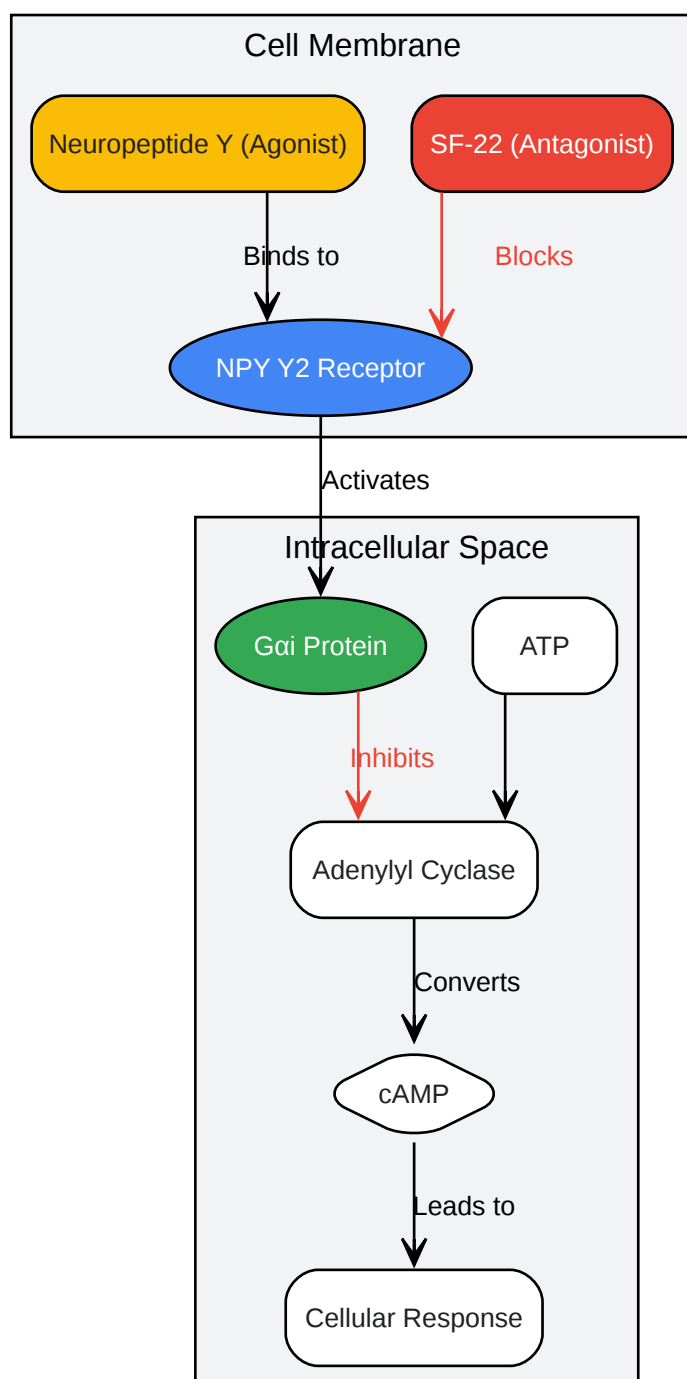 Cell Membrane
Neuropeptide Y (Agonist)
SF-22 (Antagonist)
Binds to
Blocks
NPY Y2 Receptor
Activates
Intracellular Space
Gαi Protein
ATP
Inhibits
Adenylyl Cyclase
Converts
cAMP
Leads to
Cellular Response